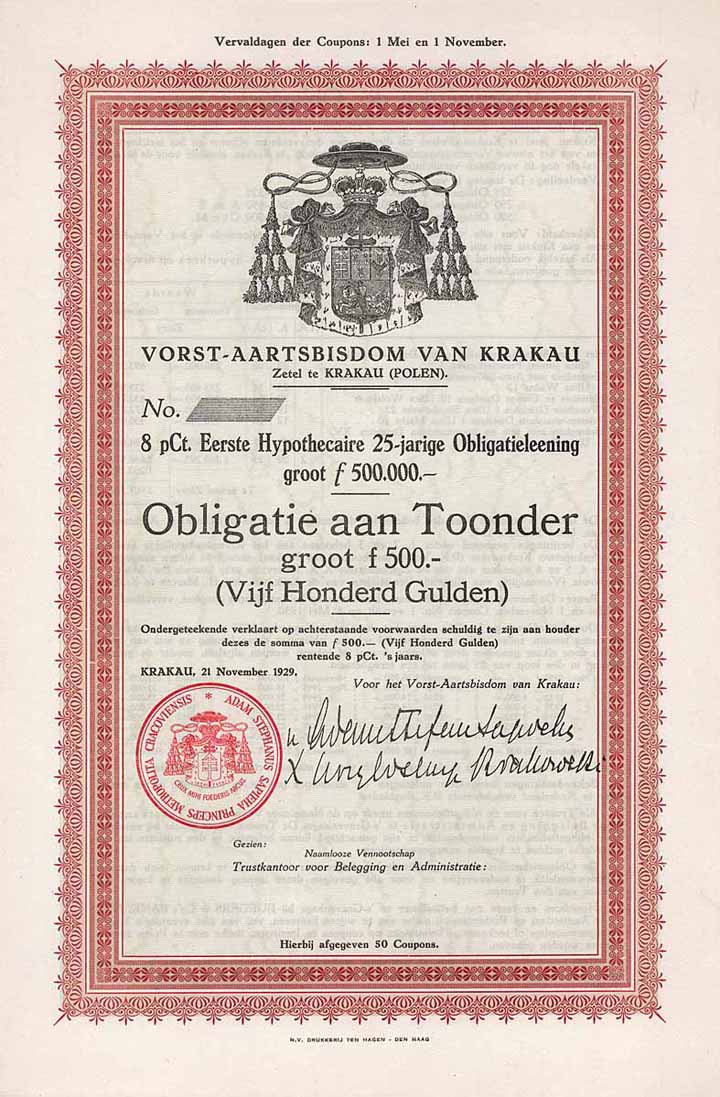 Vervaldagen der Coupons: 1 Mei en 1 November.
VORST-AARTSBISDOM VAN KRAKAU
Zetel te KRAKAU (POLEN).
No.
8 pCt. Eerste Hypothecaire 25-jarige Obligatieleening
groot ƒ 500.000.—
Obligatie aan Toonder
groot f 500.-
(Vijf Honderd Gulden)
Ondergeteekende verklaart op achterstaande voorwaarden schuldig te zijn aan houder
dezes de somma van ƒ 500.— (Vijf Honderd Gulden)
rentende 8 pCt. 's jaars.
KRAKAU, 21 November 1929.
Voor het Vorst-Aartsbisdom van Krakau:
* ADAM STEPHANUS SAPIEHA PRINCEPS METROPOLITA CRACOVIENSIS
CRUX MIHI FOEDERIS ARCUS
Gezien:
Naamlooze Vennootschap
Trustkantoor voor Belegging en Administratie:
Hierbij afgegeven 50 Coupons.
N.V. DRUKKERIJ TEN HAGEN - DEN HAAG